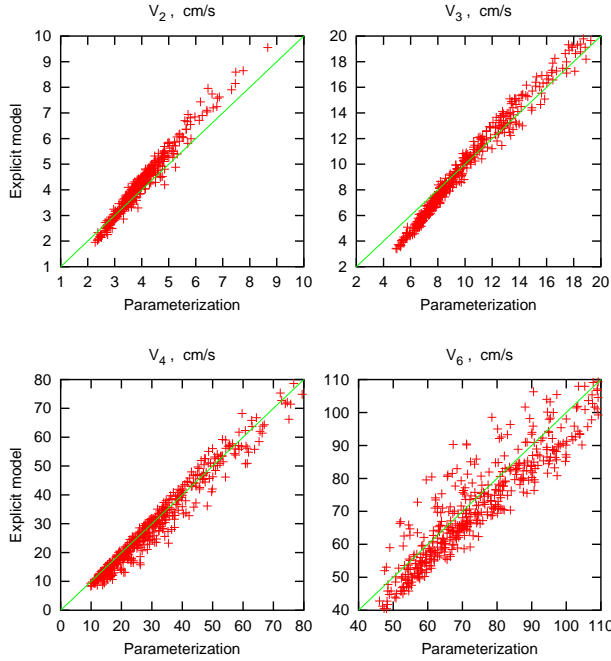 V2 , cm/s
V3 , cm/s
Explicit model
10
9
8
7
6
5
4
3
2
1
1 2 3 4 5 6 7 8 9 10
Parameterization
20
18
16
14
12
10
8
6
4
2
2 4 6 8 10 12 14 16 18 20
Parameterization
V4 , cm/s
V6 , cm/s
Explicit model
80
70
60
50
40
30
20
10
0
0 10 20 30 40 50 60 70 80
Parameterization
110
100
90
80
70
60
50
40
40 50 60 70 80 90 100 110
Parameterization